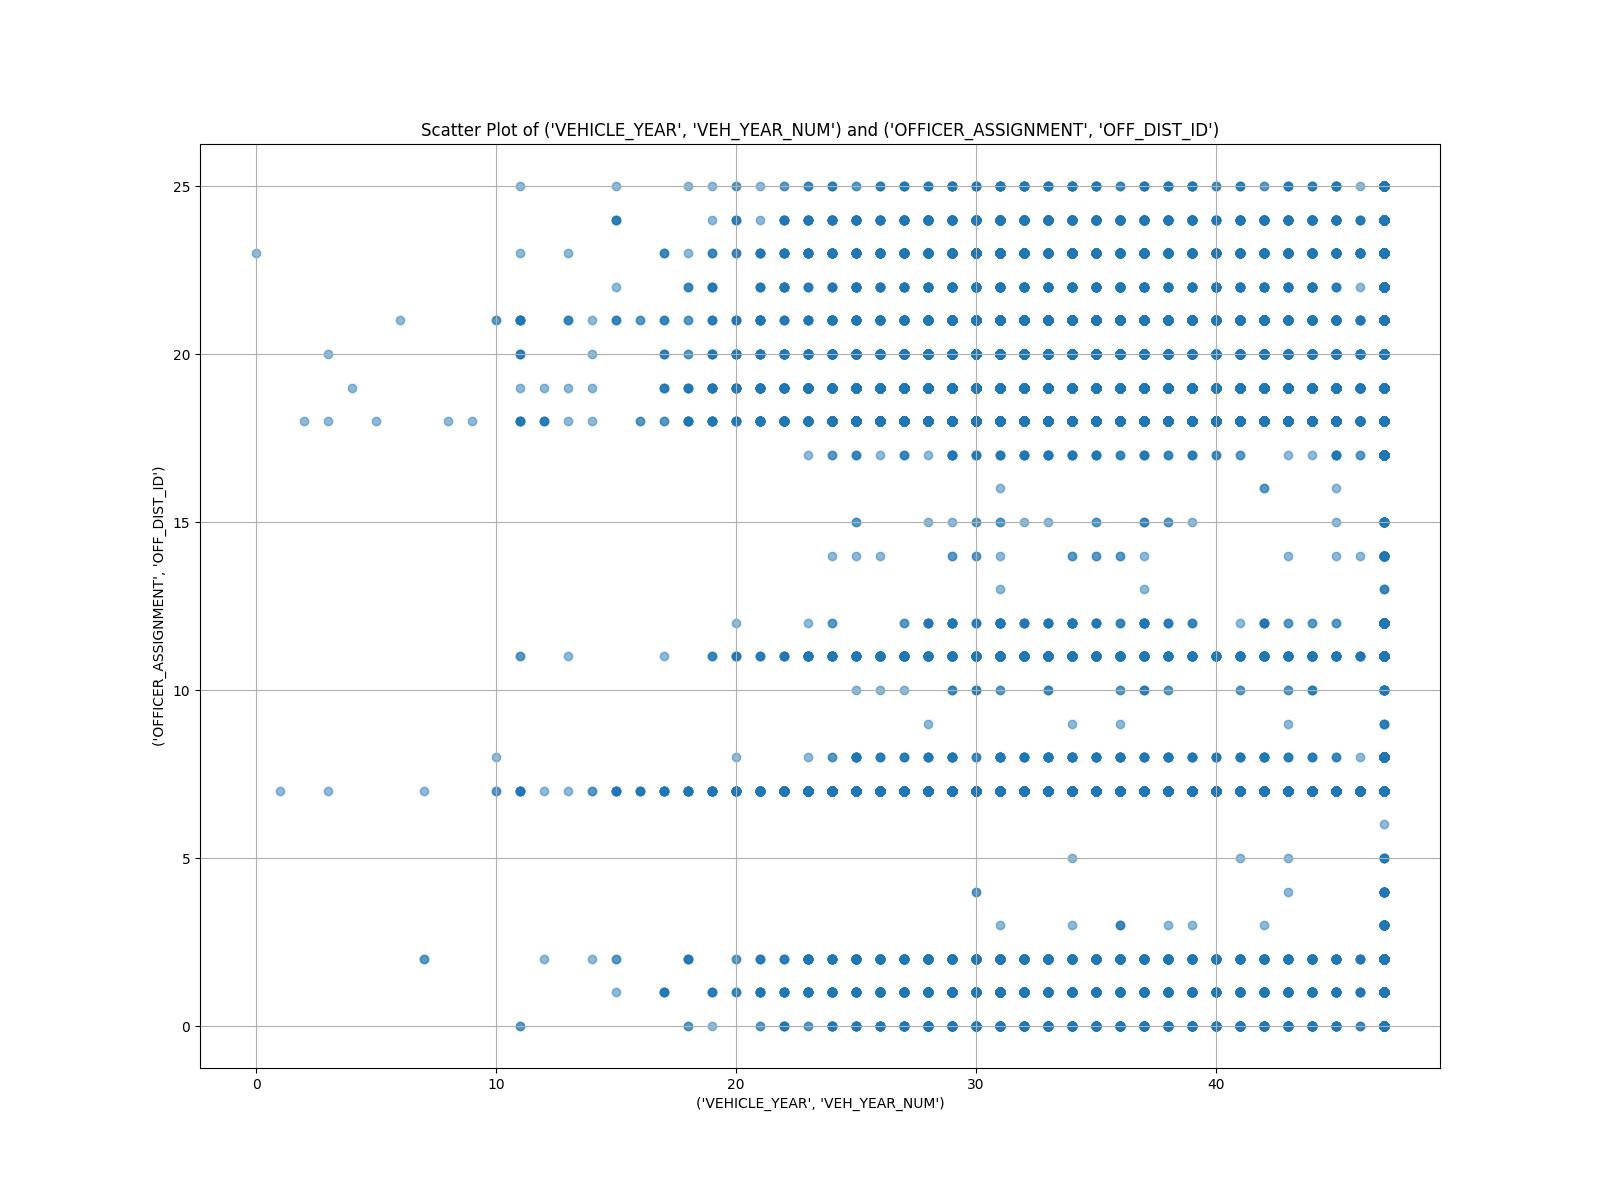 Scatter Plot of ('VEHICLE_YEAR', 'VEH_YEAR_NUM') and ('OFFICER_ASSIGNMENT', 'OFF_DIST_ID')
('OFFICER_ASSIGNMENT', 'OFF_DIST_ID')
25
20
15
10
5
0
0 10 20 30 40
('VEHICLE_YEAR', 'VEH_YEAR_NUM')